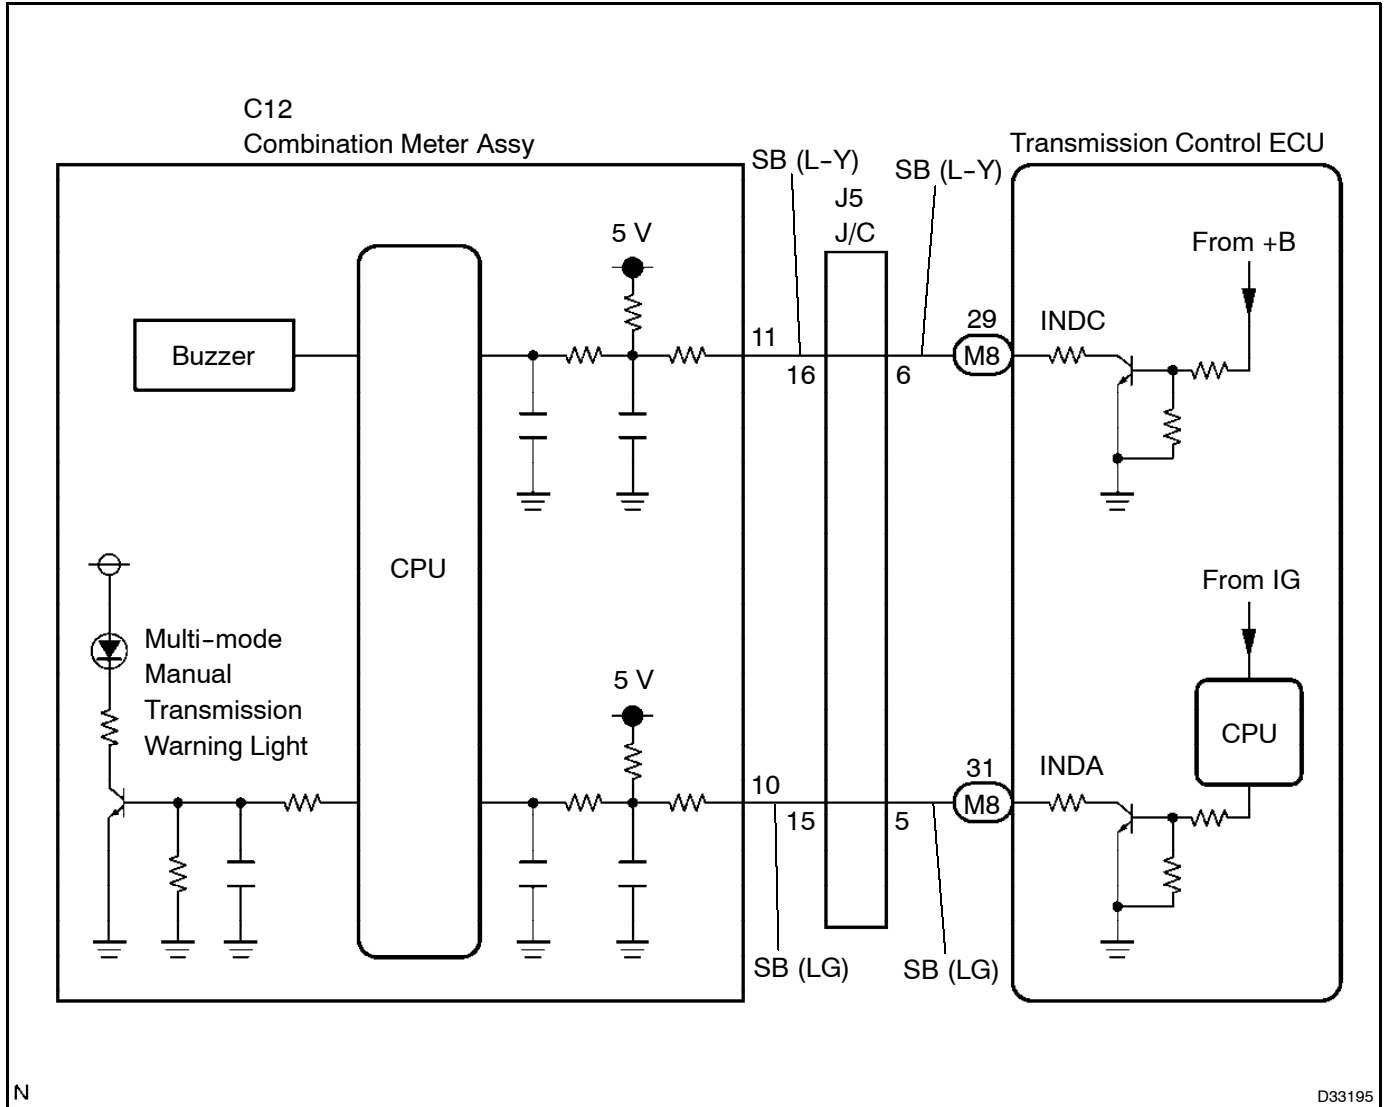 C12
Combination Meter Assy
Transmission Control ECU
SB (L-Y)
SB (L-Y)
J5
J/C
5 V
From +B
11
29
INDC
Buzzer
M8
16
6
CPU
From IG
Multi-mode
Manual
Transmission
Warning Light
5 V
CPU
10
31
INDA
M8
15
5
SB (LG)
SB (LG)
N
D33195